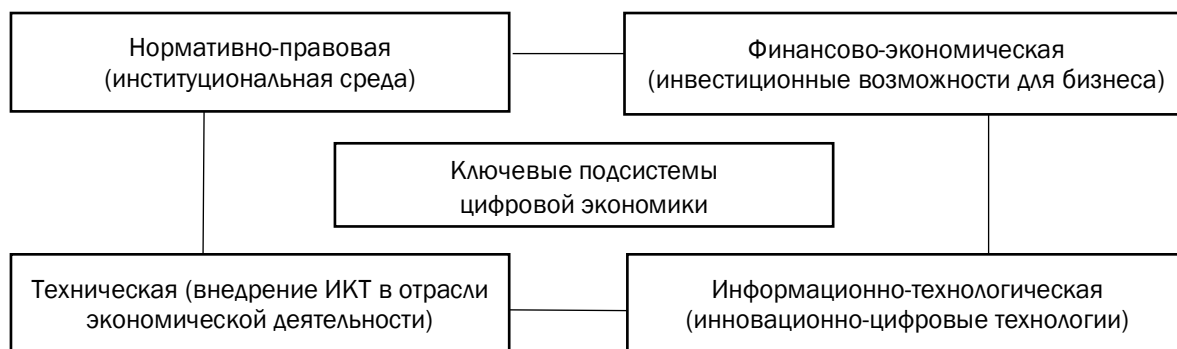 Нормативно-правовая
(институциональная среда)
Финансово-экономическая
(инвестиционные возможности для бизнеса)
Ключевые подсистемы
цифровой экономики
Техническая (внедрение ИКТ в отрасли
экономической деятельности)
Информационно-технологическая
(инновационно-цифровые технологии)